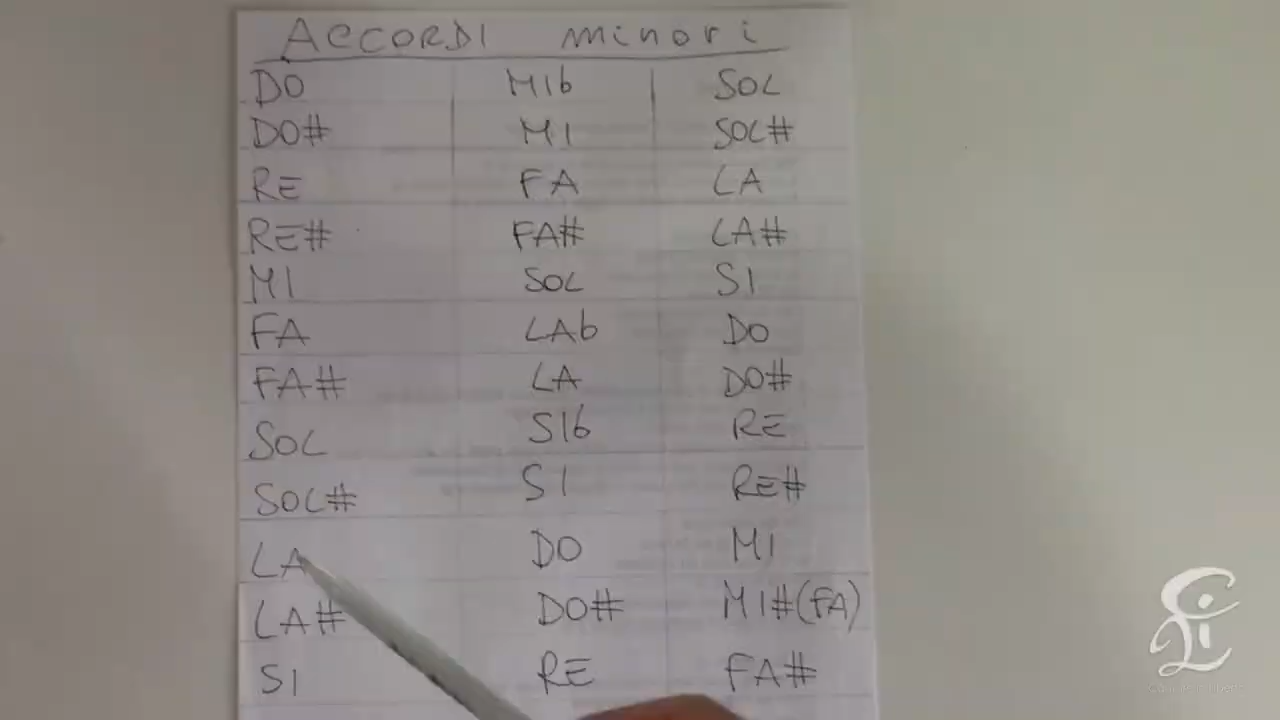 ACCORDI minori
DO MIb SOL
DO# MI SOL#
RE FA LA
RE# FA# LA#
MI SOL SI
FA LAb DO
FA# LA DO#
SOL SIb RE
SOL# SI RE#
LA DO MI
LA# DO# MI#(FA)
SI RE FA#